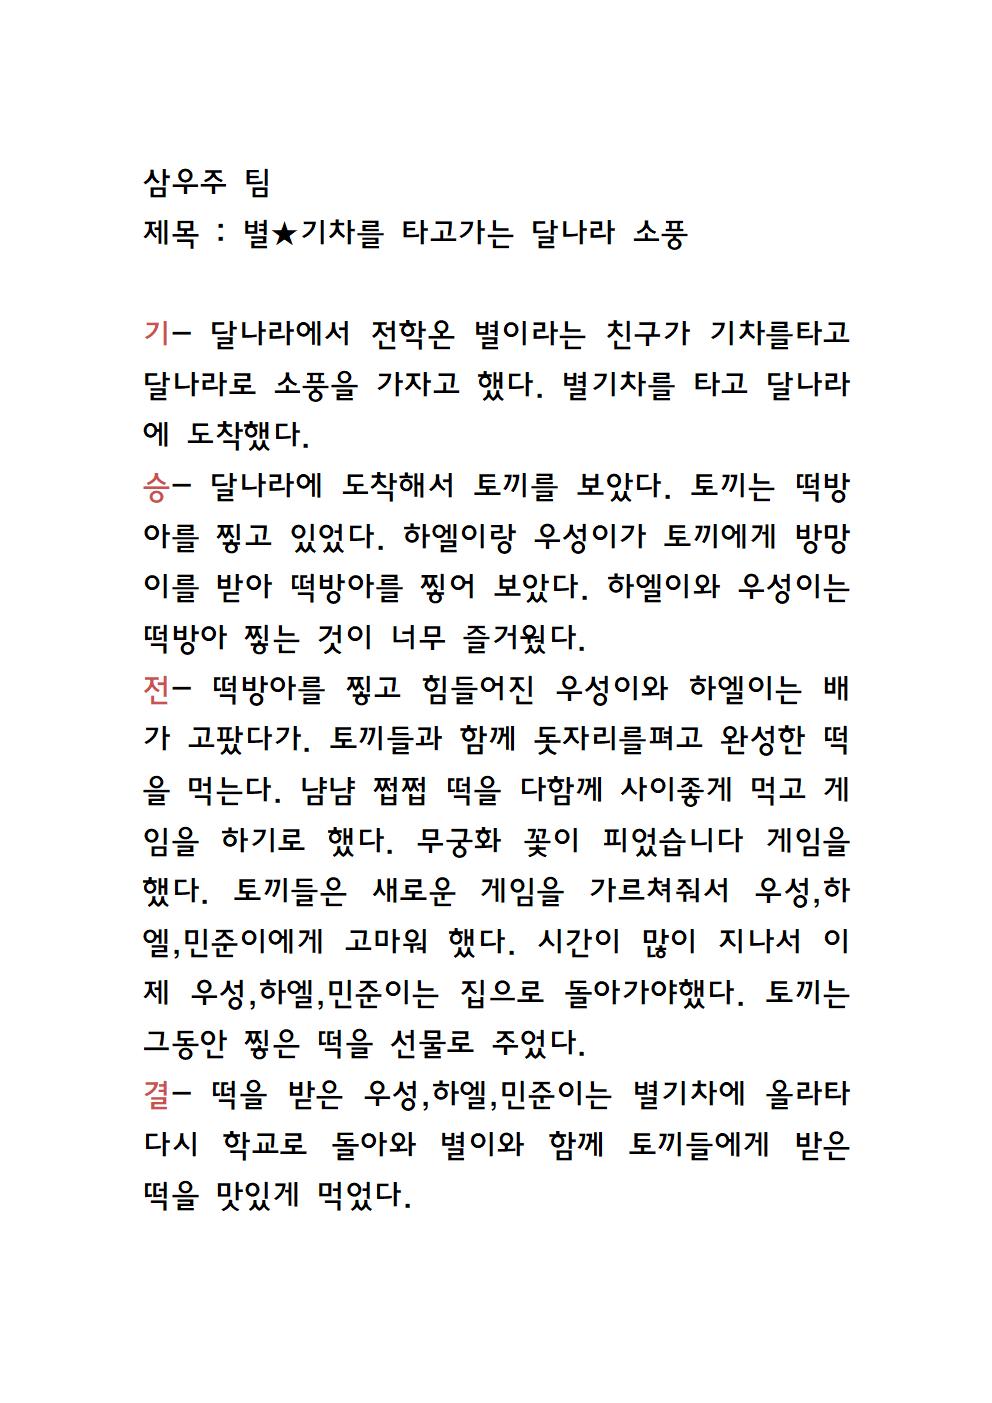 삼우주 팀
제목 : 별★기차를 타고가는 달나라 소풍
기- 달나라에서 전학온 별이라는 친구가 기차를타고
달나라로 소풍을 가자고 했다. 별기차를 타고 달나라
에 도착했다.
승- 달나라에 도착해서 토끼를 보았다. 토끼는 떡방
아를 찧고 있었다. 하엘이랑 우성이가 토끼에게 방망
이를 받아 떡방아를 찧어 보았다. 하엘이와 우성이는
떡방아 찧는 것이 너무 즐거웠다.
전- 떡방아를 찧고 힘들어진 우성이와 하엘이는 배
가 고팠다가. 토끼들과 함께 돗자리를펴고 완성한 떡
을 먹는다. 냠냠 쩝쩝 떡을 다함께 사이좋게 먹고 게
임을 하기로 했다. 무궁화 꽃이 피었습니다 게임을
했다. 토끼들은 새로운 게임을 가르쳐줘서 우성,하
엘,민준이에게 고마워 했다. 시간이 많이 지나서 이
제 우성,하엘,민준이는 집으로 돌아가야했다. 토끼는
그동안 찧은 떡을 선물로 주었다.
결- 떡을 받은 우성,하엘,민준이는 별기차에 올라타
다시 학교로 돌아와 별이와 함께 토끼들에게 받은
떡을 맛있게 먹었다.